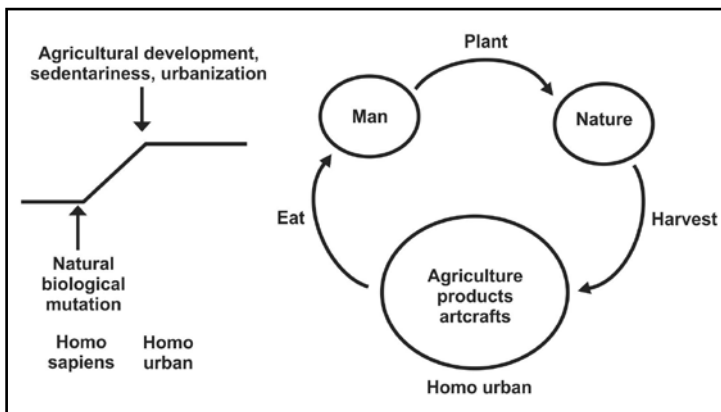 Agricultural development,
sedentariness, urbanization
Natural
biological
mutation
Homo
sapiens
Homo
urban
Plant
Man
Nature
Eat
Harvest
Agriculture
products
artcrafts
Homo urban